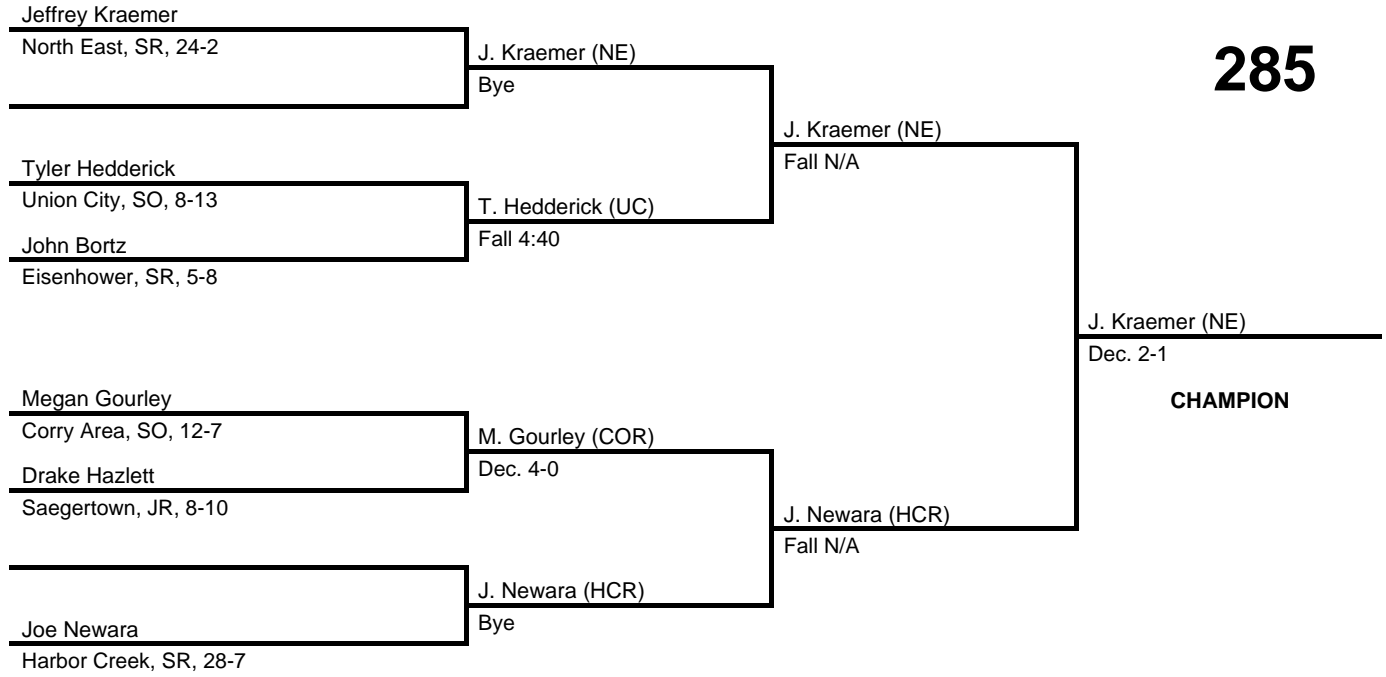 Jeffrey Kraemer
North East, SR, 24-2
J. Kraemer (NE)
Bye
285
J. Kraemer (NE)
Fall N/A
Tyler Hedderick
Union City, SO, 8-13
T. Hedderick (UC)
Fall 4:40
John Bortz
Eisenhower, SR, 5-8
J. Kraemer (NE)
Dec. 2-1
CHAMPION
Megan Gourley
Corry Area, SO, 12-7
M. Gourley (COR)
Dec. 4-0
Drake Hazlett
Saegertown, JR, 8-10
J. Newara (HCR)
Fall N/A
J. Newara (HCR)
Bye
Joe Newara
Harbor Creek, SR, 28-7